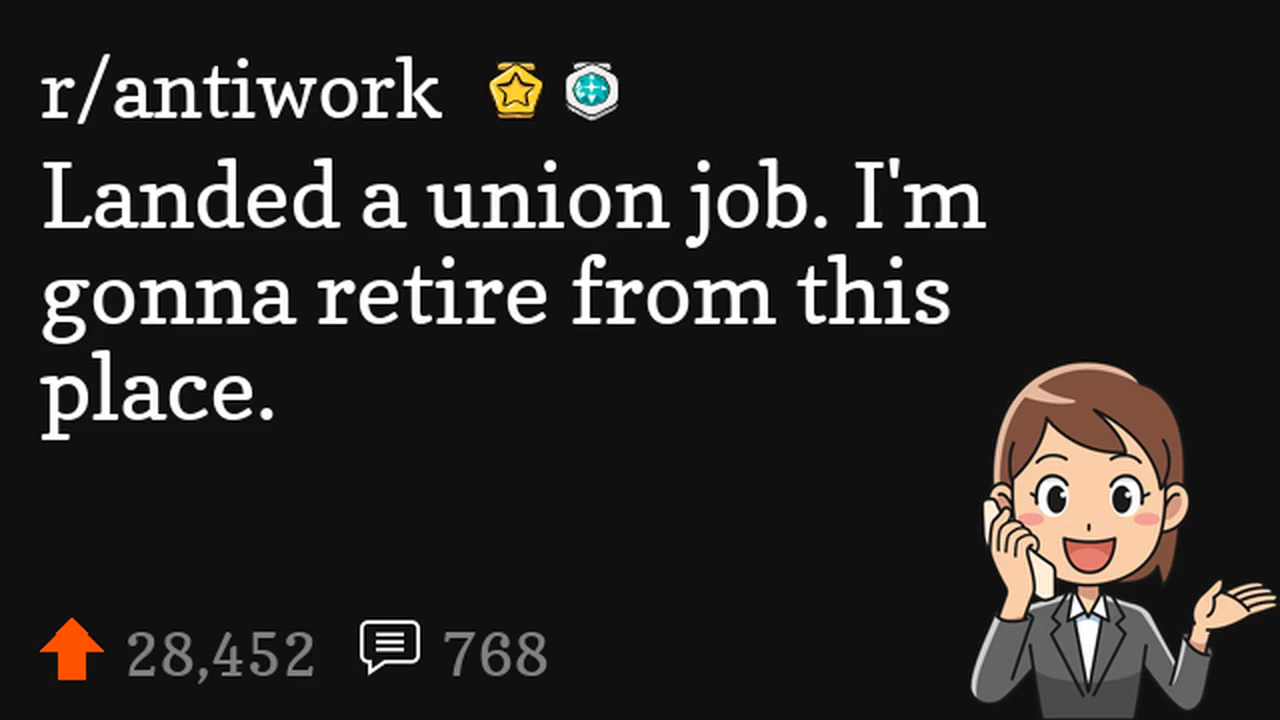 r/antiwork
Landed a union job. I'm
gonna retire from this
place.
28,452 768